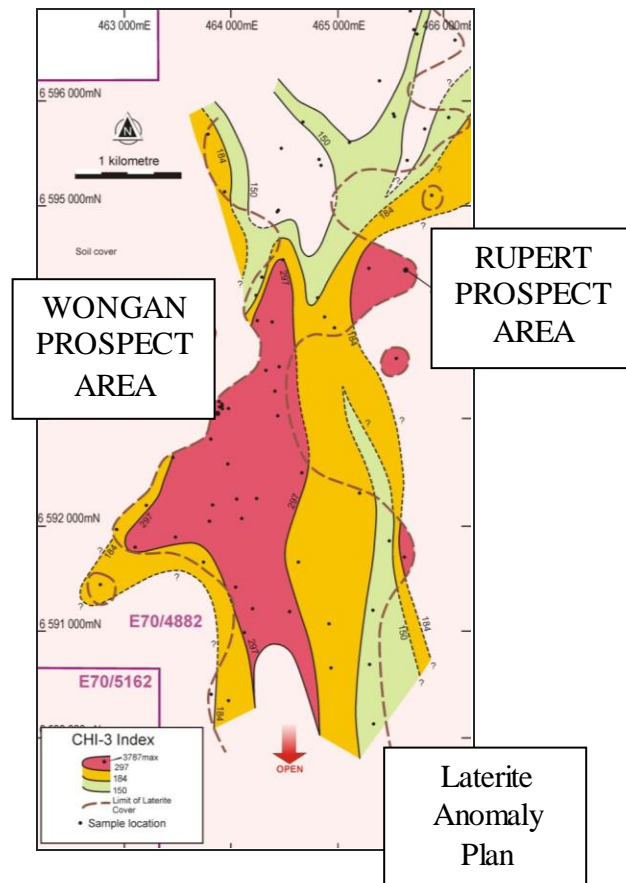 463 000mE 464 000mE 465 000mE 466 000mE
6 596 000mN
N
1 kilometre
6 595 000mN
Soil cover
184
150
150
184
?
?
?
?
WONGAN
PROSPECT
AREA
RUPERT
PROSPECT
AREA
297
184
?
?
?
?
6 592 000mN
297
297
184
?
?
?
?
6 591 000mN
E70/4882
150
184
297
E70/5162
184
?
?
OPEN
CHI-3 Index
3787max
297
184
150
Limit of Laterite
Cover
Sample location
Laterite
Anomaly
Plan